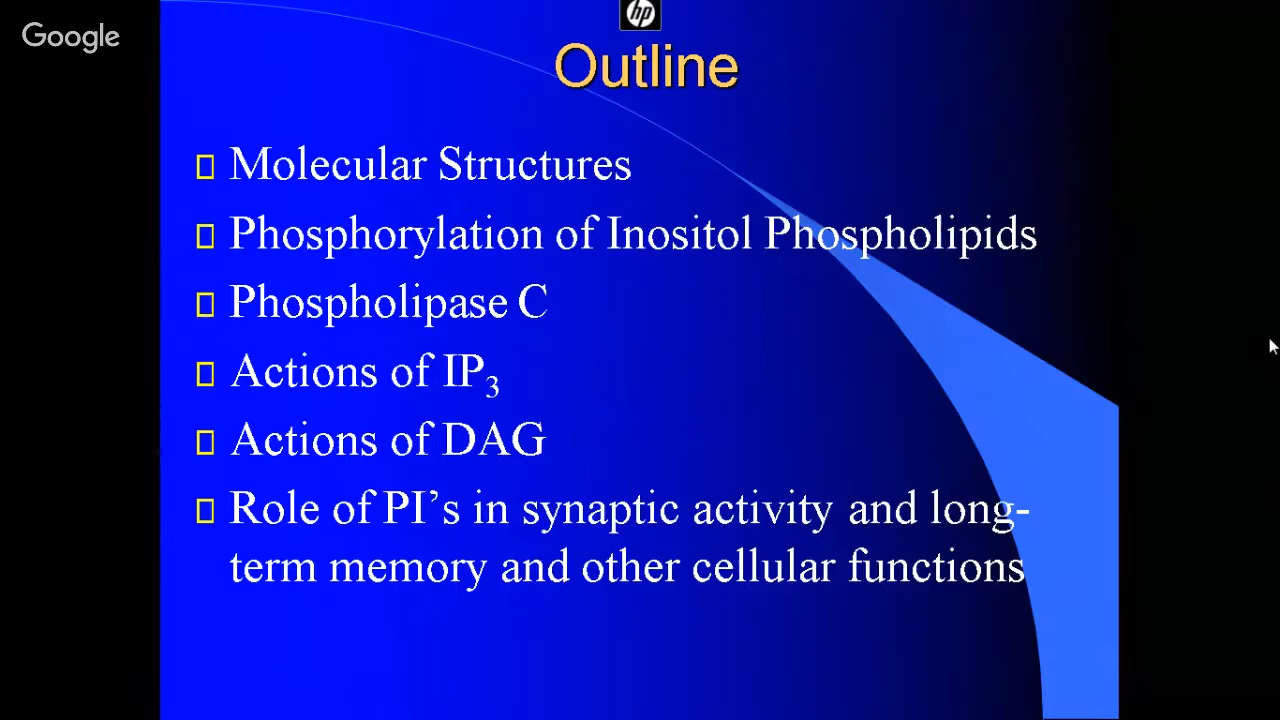 Google
hp
Outline
Molecular Structures
Phosphorylation of Inositol Phospholipids
Phospholipase C
Actions of IP₃
Actions of DAG
Role of PI’s in synaptic activity and long-
term memory and other cellular functions